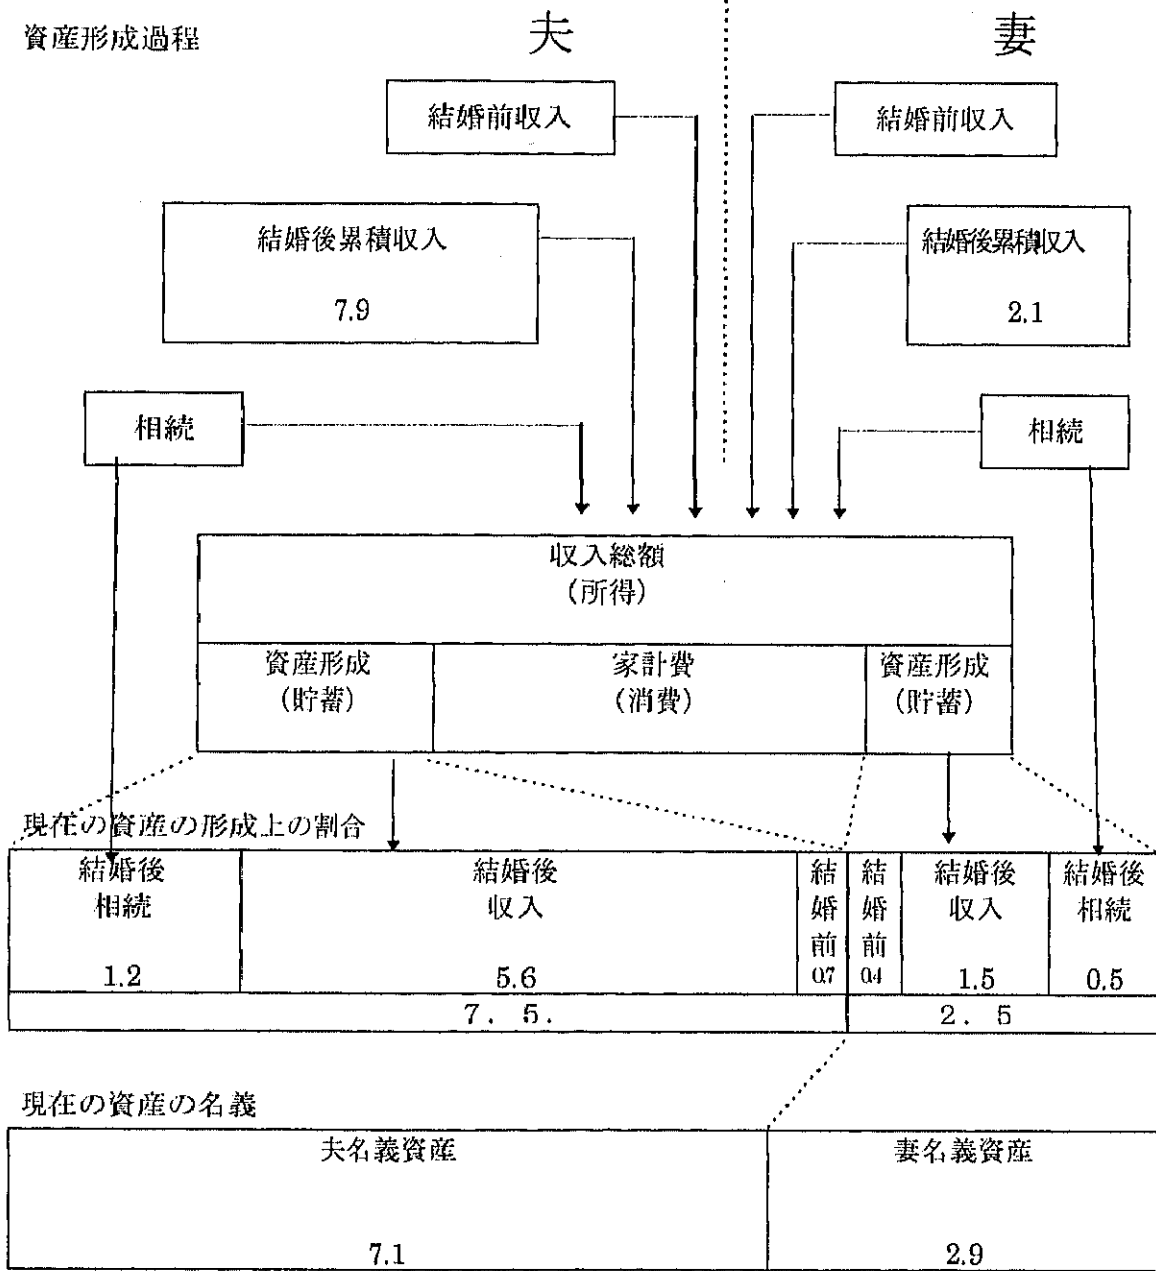 資産形成過程
夫
妻
結婚前収入
結婚前収入
結婚後累積収入
7.9
結婚後累積収入
2.1
相続
相続
収入総額
(所得)
資産形成
(貯蓄)
家計費
(消費)
資産形成
(貯蓄)
現在の資産の形成上の割合
結婚後
相続
1.2
結婚後
収入
5.6
結
婚
前
0.7
結
婚
前
0.4
結婚後
収入
1.5
結婚後
相続
0.5
7. 5.
2. 5
現在の資産の名義
夫名義資産
7.1
妻名義資産
2.9